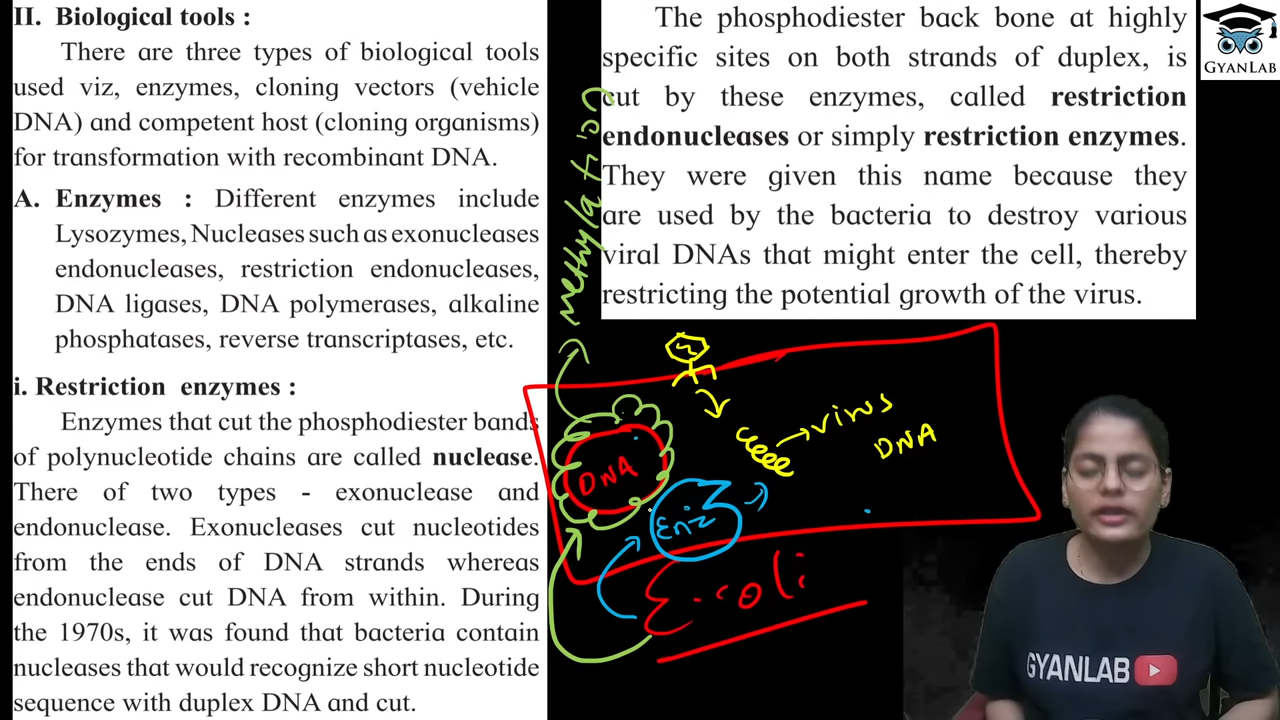 II. Biological tools :
There are three types of biological tools
used viz, enzymes, cloning vectors (vehicle
DNA) and competent host (cloning organisms)
for transformation with recombinant DNA.
A. Enzymes : Different enzymes include
Lysozymes, Nucleases such as exonucleases
endonucleases, restriction endonucleases,
DNA ligases, DNA polymerases, alkaline
phosphatases, reverse transcriptases, etc.
i. Restriction enzymes :
Enzymes that cut the phosphodiester bands
of polynucleotide chains are called nuclease.
There of two types - exonuclease and
endonuclease. Exonucleases cut nucleotides
from the ends of DNA strands whereas
endonuclease cut DNA from within. During
the 1970s, it was found that bacteria contain
nucleases that would recognize short nucleotide
sequence with duplex DNA and cut.
The phosphodiester back bone at highly
specific sites on both strands of duplex, is
cut by these enzymes, called restriction
endonucleases or simply restriction enzymes.
They were given this name because they
are used by the bacteria to destroy various
viral DNAs that might enter the cell, thereby
restricting the potential growth of the virus.
methylation
virus
DNA
DNA
Enz
E.coli
GYANLAB
GYANLAB